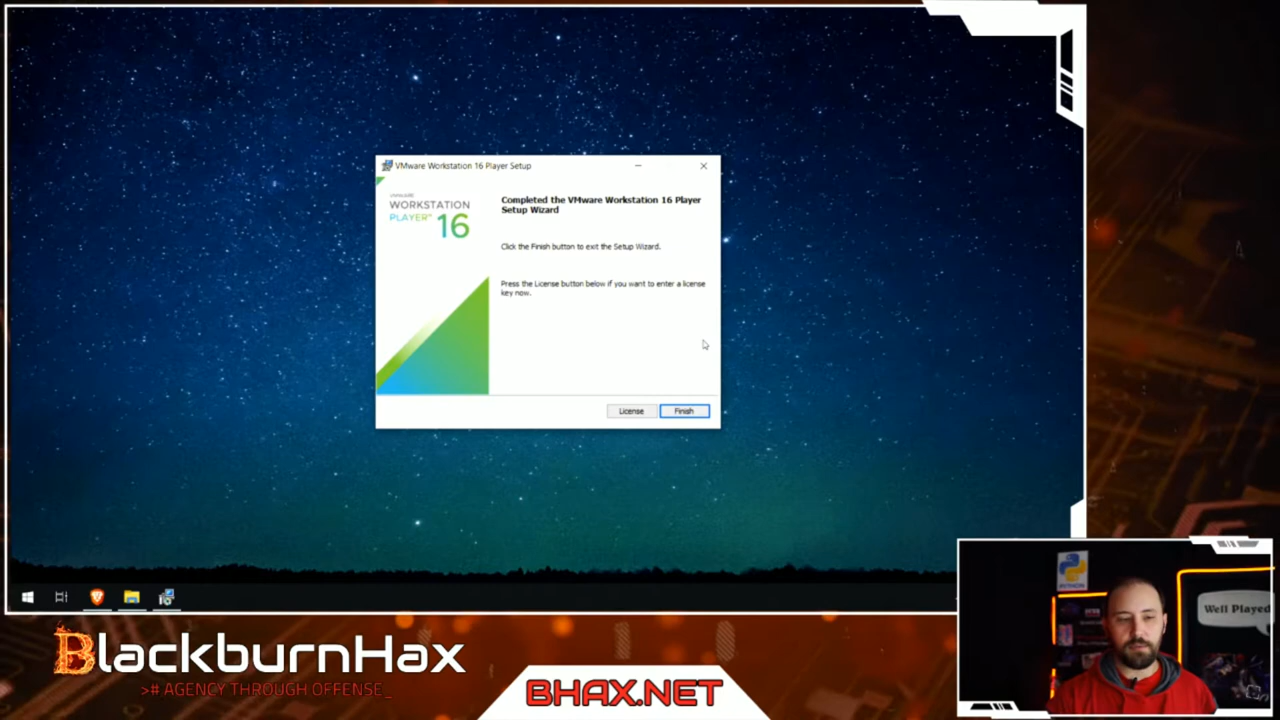 VMware Workstation 16 Player Setup
VMWARE
WORKSTATION
PLAYER™ 16
Completed the VMware Workstation 16 Player
Setup Wizard
Click the Finish button to exit the Setup Wizard.
Press the License button below if you want to enter a license
key now.
License
Finish
PYTHON
Well Played
BlackburnHax
># AGENCY THROUGH OFFENSE_
BHAX.NET